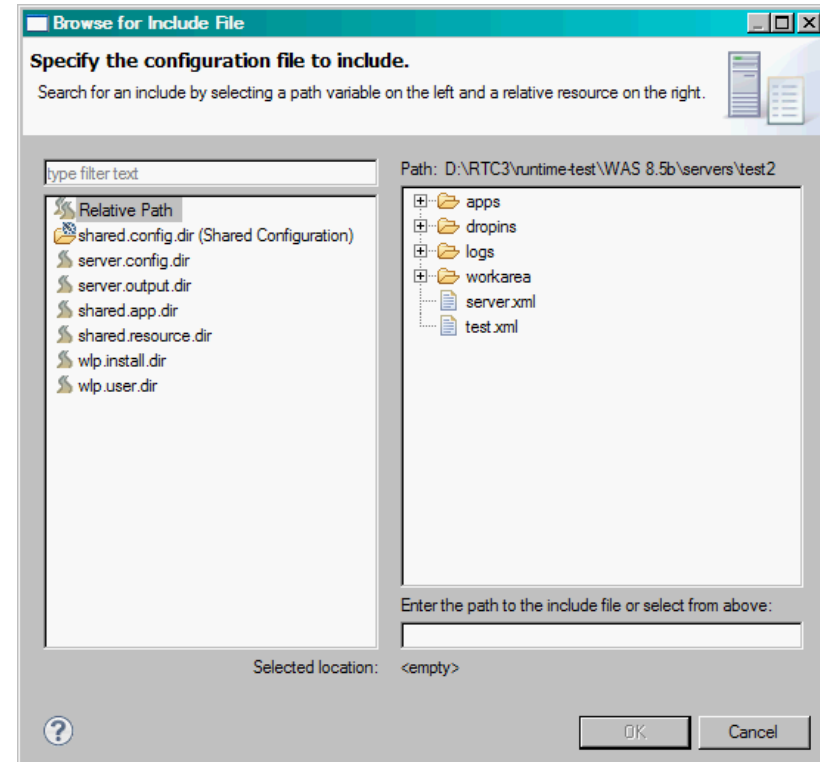 Browse for Include File
Specify the configuration file to include.
Search for an include by selecting a path variable on the left and a relative resource on the right.
type filter text
Relative Path
shared.config.dir (Shared Configuration)
server.config.dir
server.output.dir
shared.app.dir
shared.resource.dir
wlp.install.dir
wlp.user.dir
Path: D:\RTC3\runtime-test\WAS 8.5b\servers\test2
apps
dropins
logs
workarea
server.xml
test.xml
Enter the path to the include file or select from above:
Selected location: <empty>
?
OK
Cancel